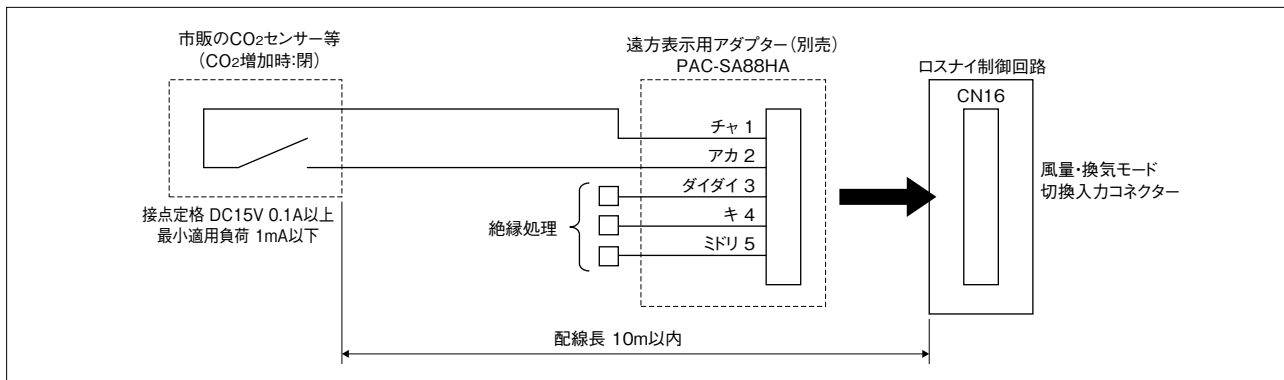 市販のCO2センサー等
（CO2増加時:閉）
接点定格 DC15V 0.1A以上
最小適用負荷 1mA以下
遠方表示用アダプター（別売）
PAC-SA88HA
チャ 1
アカ 2
ダイダイ 3
キ 4
ミドリ 5
絶縁処理
ロスナイ制御回路
CN16
風量・換気モード
切換入力コネクター
配線長 10m以内